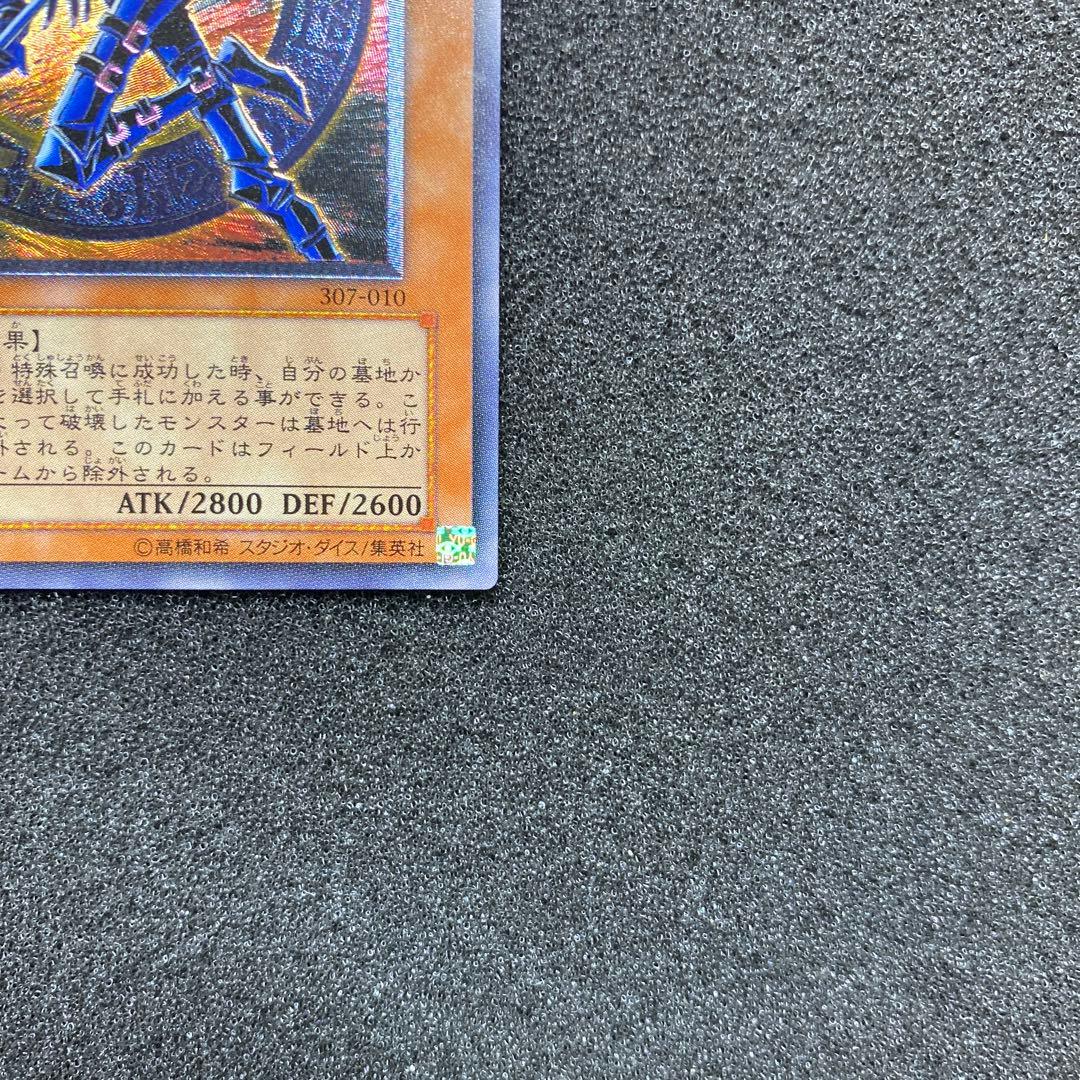 307-010
果】
特殊召喚に成功した時、自分の墓地か
を選択して手札に加える事ができる。こ
よって破壊したモンスターは墓地へは行
外される。このカードはフィールド上か
ームから除外される。
ATK/2800 DEF/2600
©高橋和希 スタジオ・ダイス/集英社